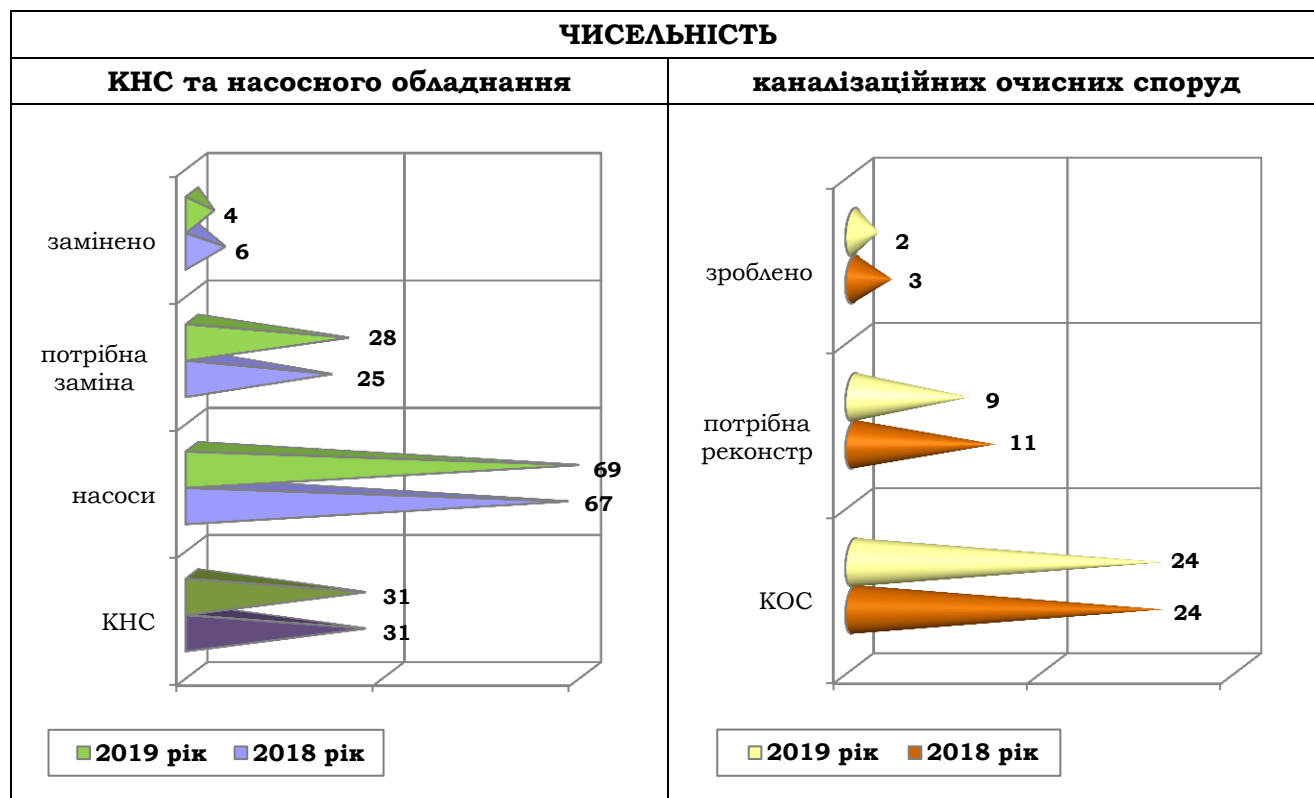 ЧИСЕЛЬНІСТЬ
КНС та насосного обладнання
каналізаційних очисних споруд
замінено
4
6
потрібна
заміна
28
25
насоси
69
67
КНС
31
31
2019 рік 2018 рік
зроблено
2
3
потрібна
реконстр
9
11
КОС
24
24
2019 рік 2018 рік